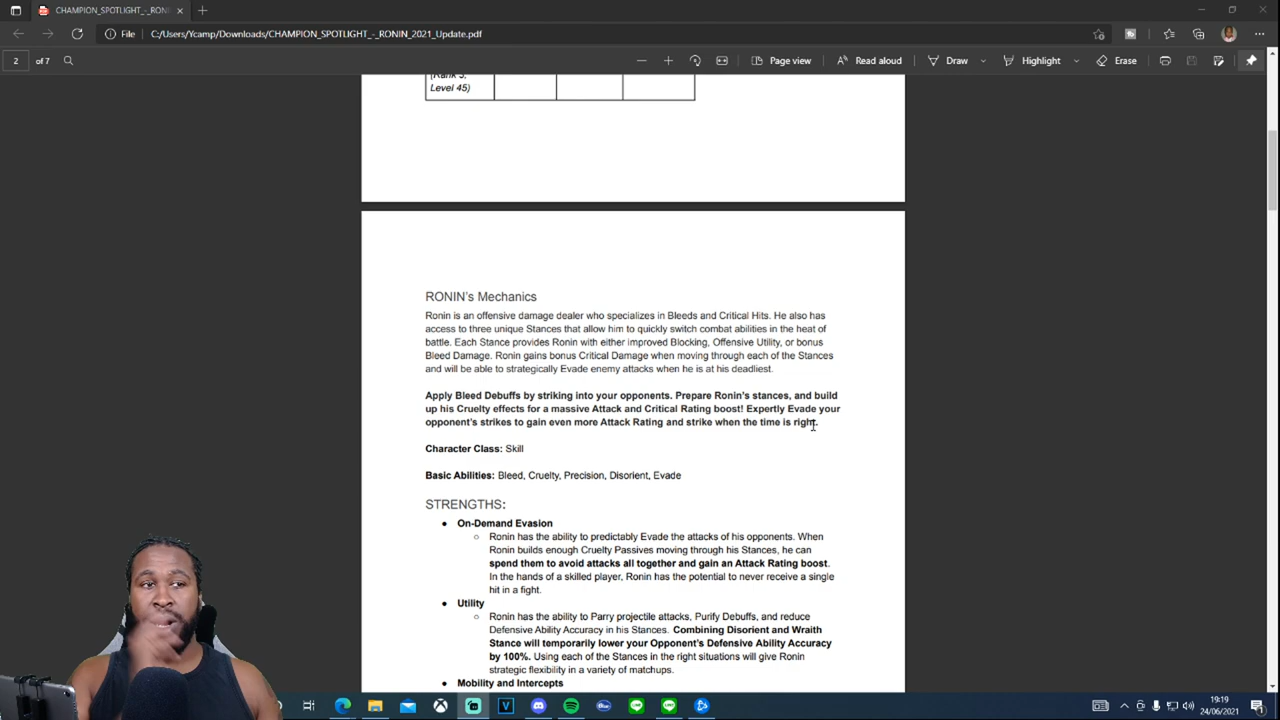 CHAMPION_SPOTLIGHT_-_RONIN
File C:/Users/Ycamp/Downloads/CHAMPION_SPOTLIGHT_-_RONIN_2021_Update.pdf
2 of 7 Page view Read aloud Draw Highlight Erase
(Rank 5,
Level 45)
RONIN's Mechanics
Ronin is an offensive damage dealer who specializes in Bleeds and Critical Hits. He also has
access to three unique Stances that allow him to quickly switch combat abilities in the heat of
battle. Each Stance provides Ronin with either improved Blocking, Offensive Utility, or bonus
Bleed Damage. Ronin gains bonus Critical Damage when moving through each of the Stances
and will be able to strategically Evade enemy attacks when he is at his deadliest.
Apply Bleed Debuffs by striking into your opponents. Prepare Ronin's stances, and build
up his Cruelty effects for a massive Attack and Critical Rating boost! Expertly Evade your
opponent's strikes to gain even more Attack Rating and strike when the time is right.
Character Class: Skill
Basic Abilities: Bleed, Cruelty, Precision, Disorient, Evade
STRENGTHS:
• On-Demand Evasion
○ Ronin has the ability to predictably Evade the attacks of his opponents. When
Ronin builds enough Cruelty Passives moving through his Stances, he can
spend them to avoid attacks all together and gain an Attack Rating boost.
In the hands of a skilled player, Ronin has the potential to never receive a single
hit in a fight.
• Utility
○ Ronin has the ability to Parry projectile attacks, Purify Debuffs, and reduce
Defensive Ability Accuracy in his Stances. Combining Disorient and Wraith
Stance will temporarily lower your Opponent's Defensive Ability Accuracy
by 100%. Using each of the Stances in the right situations will give Ronin
strategic flexibility in a variety of matchups.
• Mobility and Intercepts
19:19
24/06/2021